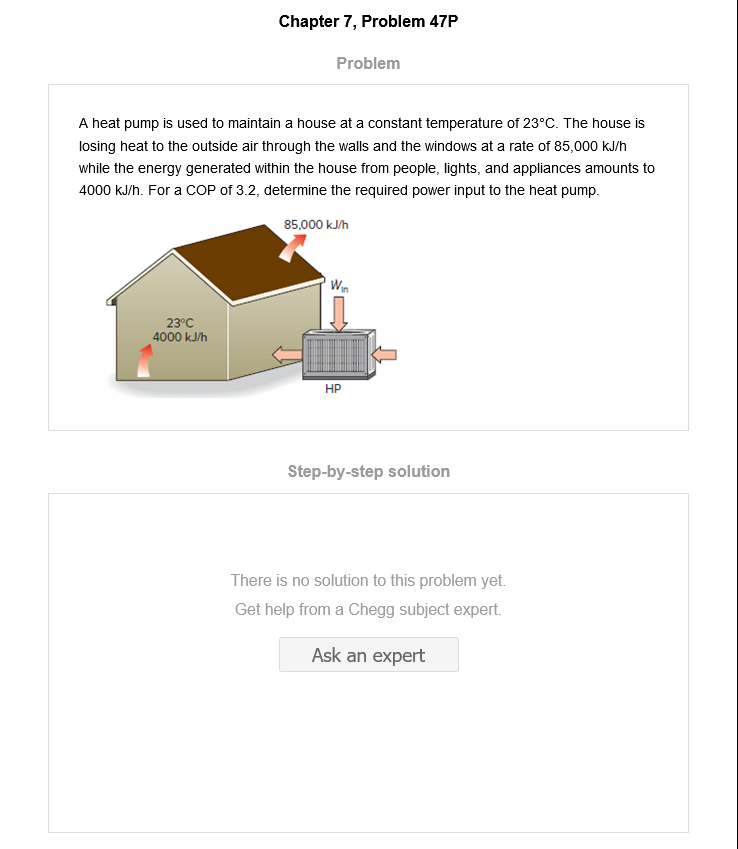 Chapter 7, Problem 47P
Problem
A heat pump is used to maintain a house at a constant temperature of 23°C. The house is
losing heat to the outside air through the walls and the windows at a rate of 85,000 kJ/h
while the energy generated within the house from people, lights, and appliances amounts to
4000 kJ/h. For a COP of 3.2, determine the required power input to the heat pump.
85,000 kJ/h
Ẇin
23°C
4000 kJ/h
HP
Step-by-step solution
There is no solution to this problem yet.
Get help from a Chegg subject expert.
Ask an expert